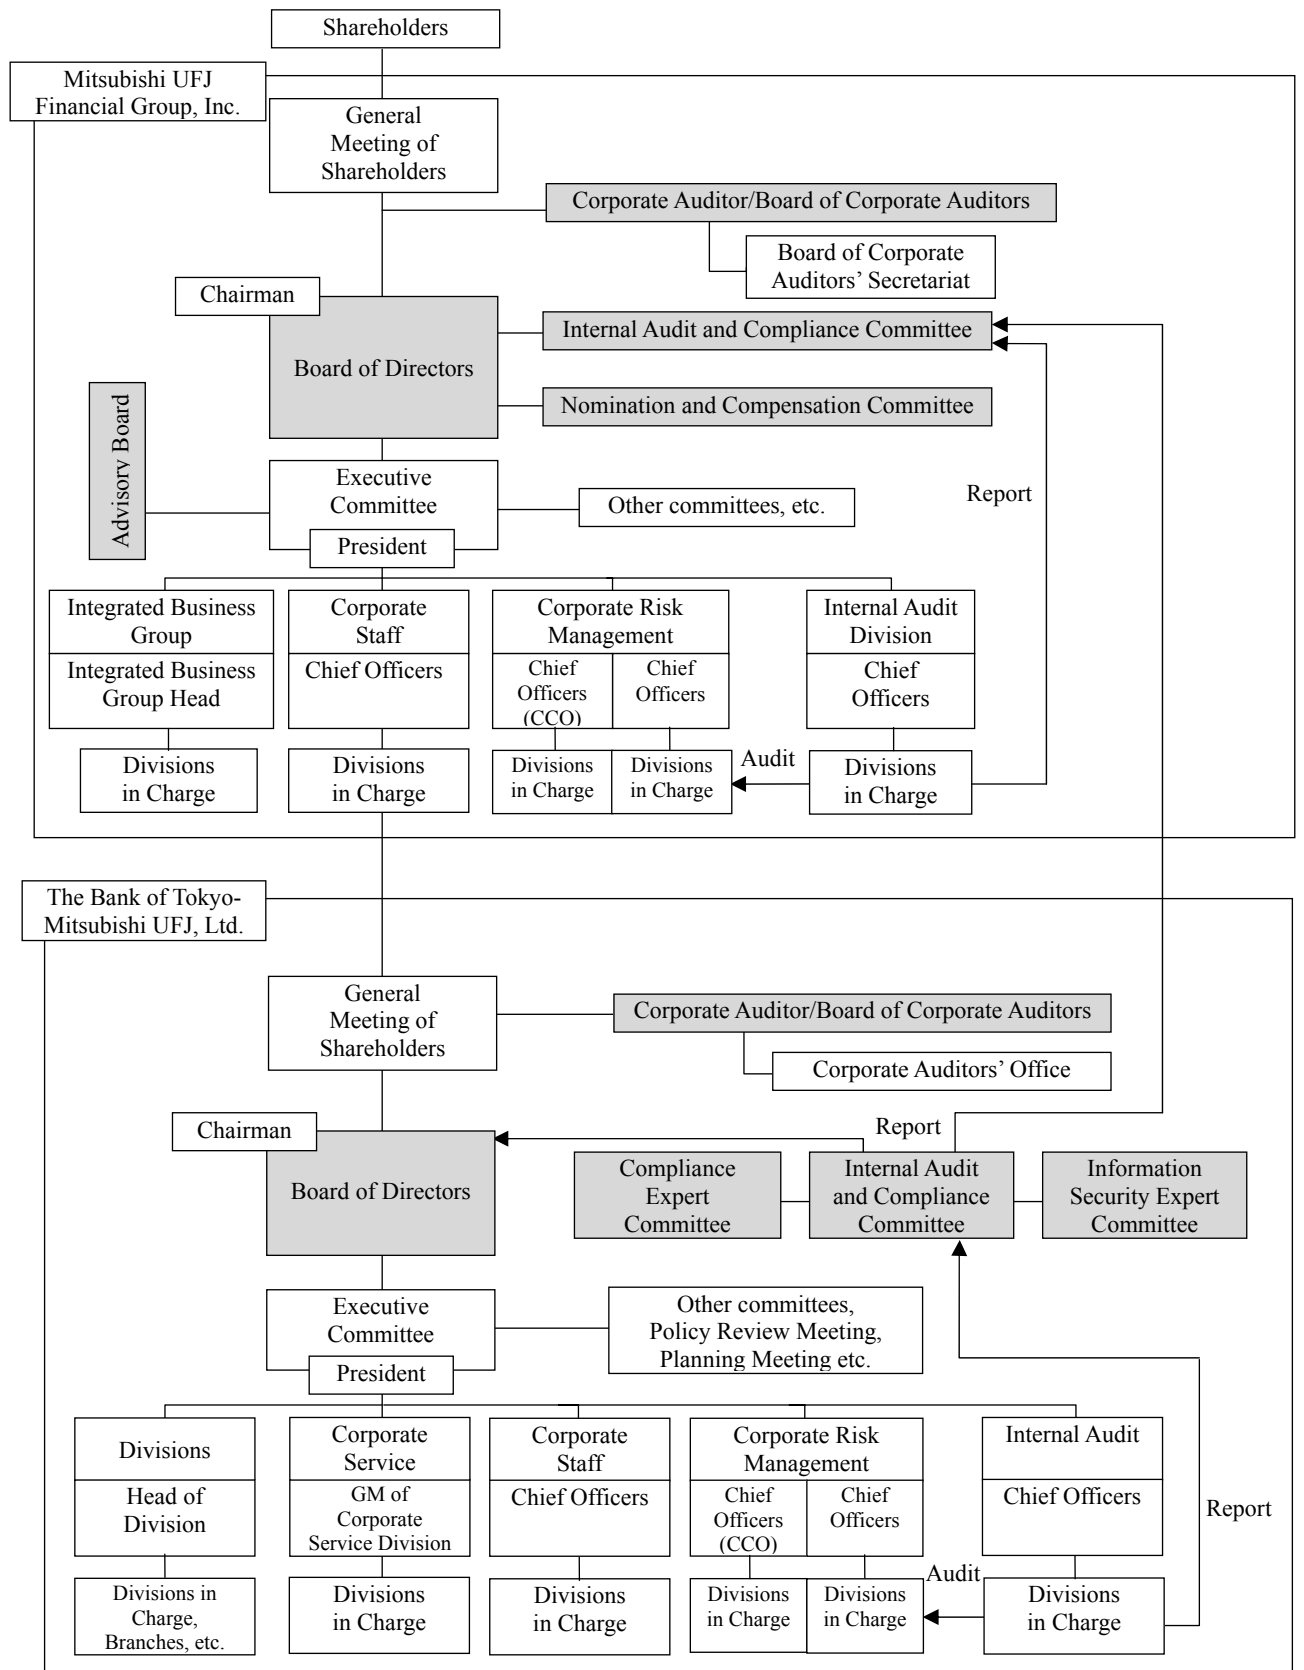 Shareholders
Mitsubishi UFJ
Financial Group, Inc.
General
Meeting of
Shareholders
Corporate Auditor/Board of Corporate Auditors
Board of Corporate
Auditors’ Secretariat
Chairman
Board of Directors
Internal Audit and Compliance Committee
Nomination and Compensation Committee
Advisory Board
Executive
Committee
Other committees, etc.
Report
President
Integrated Business
Group
Integrated Business
Group Head
Divisions
in Charge
Corporate
Staff
Chief Officers
Divisions
in Charge
Corporate Risk
Management
Chief
Officers
(CCO)
Chief
Officers
Divisions
in Charge
Divisions
in Charge
Audit
Internal Audit
Division
Chief
Officers
Divisions
in Charge
The Bank of Tokyo-
Mitsubishi UFJ, Ltd.
General
Meeting of
Shareholders
Corporate Auditor/Board of Corporate Auditors
Corporate Auditors’ Office
Chairman
Board of Directors
Report
Compliance
Expert
Committee
Internal Audit
and Compliance
Committee
Information
Security Expert
Committee
Executive
Committee
Other committees,
Policy Review Meeting,
Planning Meeting etc.
President
Divisions
Head of
Division
Divisions in
Charge,
Branches, etc.
Corporate
Service
GM of
Corporate
Service Division
Divisions
in Charge
Corporate
Staff
Chief Officers
Divisions
in Charge
Corporate Risk
Management
Chief
Officers
(CCO)
Chief
Officers
Divisions
in Charge
Divisions
in Charge
Audit
Internal Audit
Chief Officers
Divisions
in Charge
Report